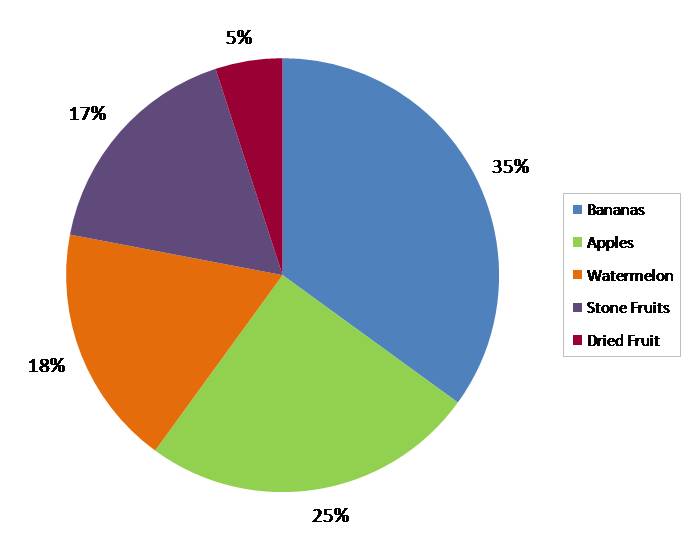 5%
17%
35%
18%
25%
Bananas
Apples
Watermelon
Stone Fruits
Dried Fruit